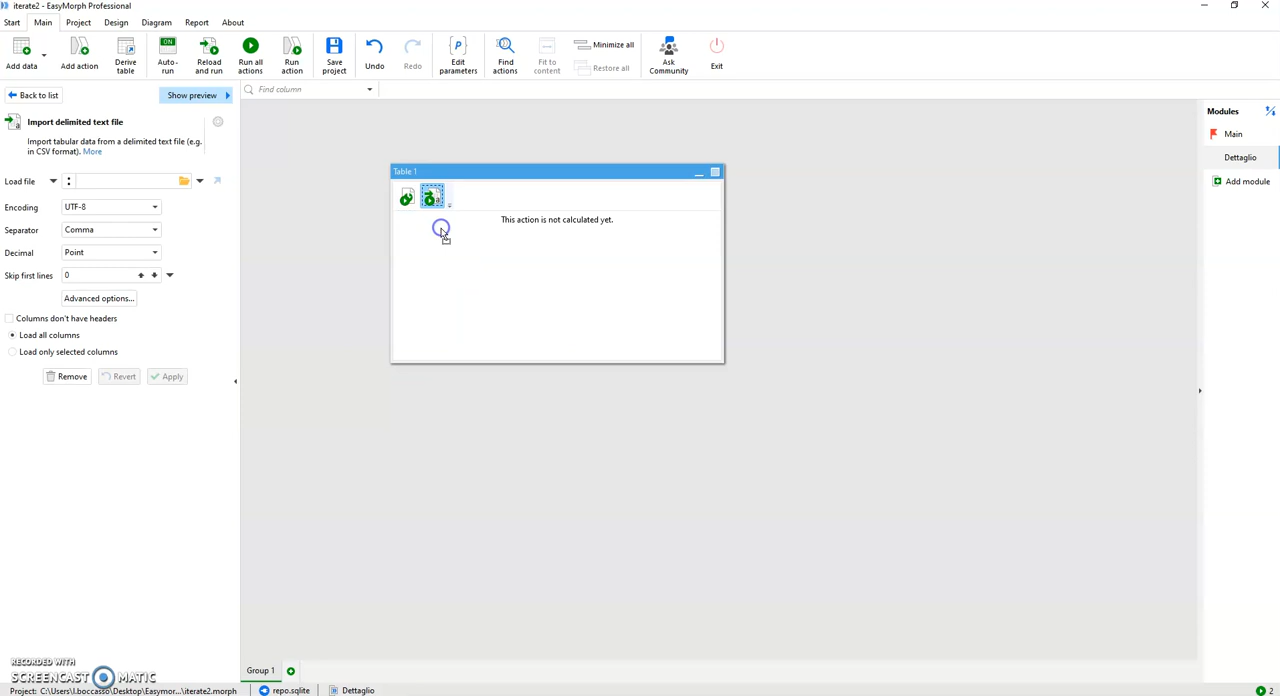 iterate2 - EasyMorph Professional
Start Main Project Design Diagram Report About
Add data
Add action
Derive table
ON
Auto-run
Reload and run
Run all actions
Run action
Save project
Undo
Redo
Edit parameters
Find actions
Fit to content
Minimize all
Restore all
Ask Community
Exit
Back to list
Show preview
Find column
Import delimited text file
Import tabular data from a delimited text file (e.g. in CSV format). More
Load file
Encoding UTF-8
Separator Comma
Decimal Point
Skip first lines 0
Advanced options...
Columns don't have headers
Load all columns
Load only selected columns
Remove Revert Apply
Table 1
This action is not calculated yet.
Modules
Main
Dettaglio
Add module
Group 1
RECORDED WITH
SCREENCAST MATIC
Project: C:\Users\l.boccasso\Desktop\Easymor...\iterate2.morph repo.sqlite Dettaglio 2